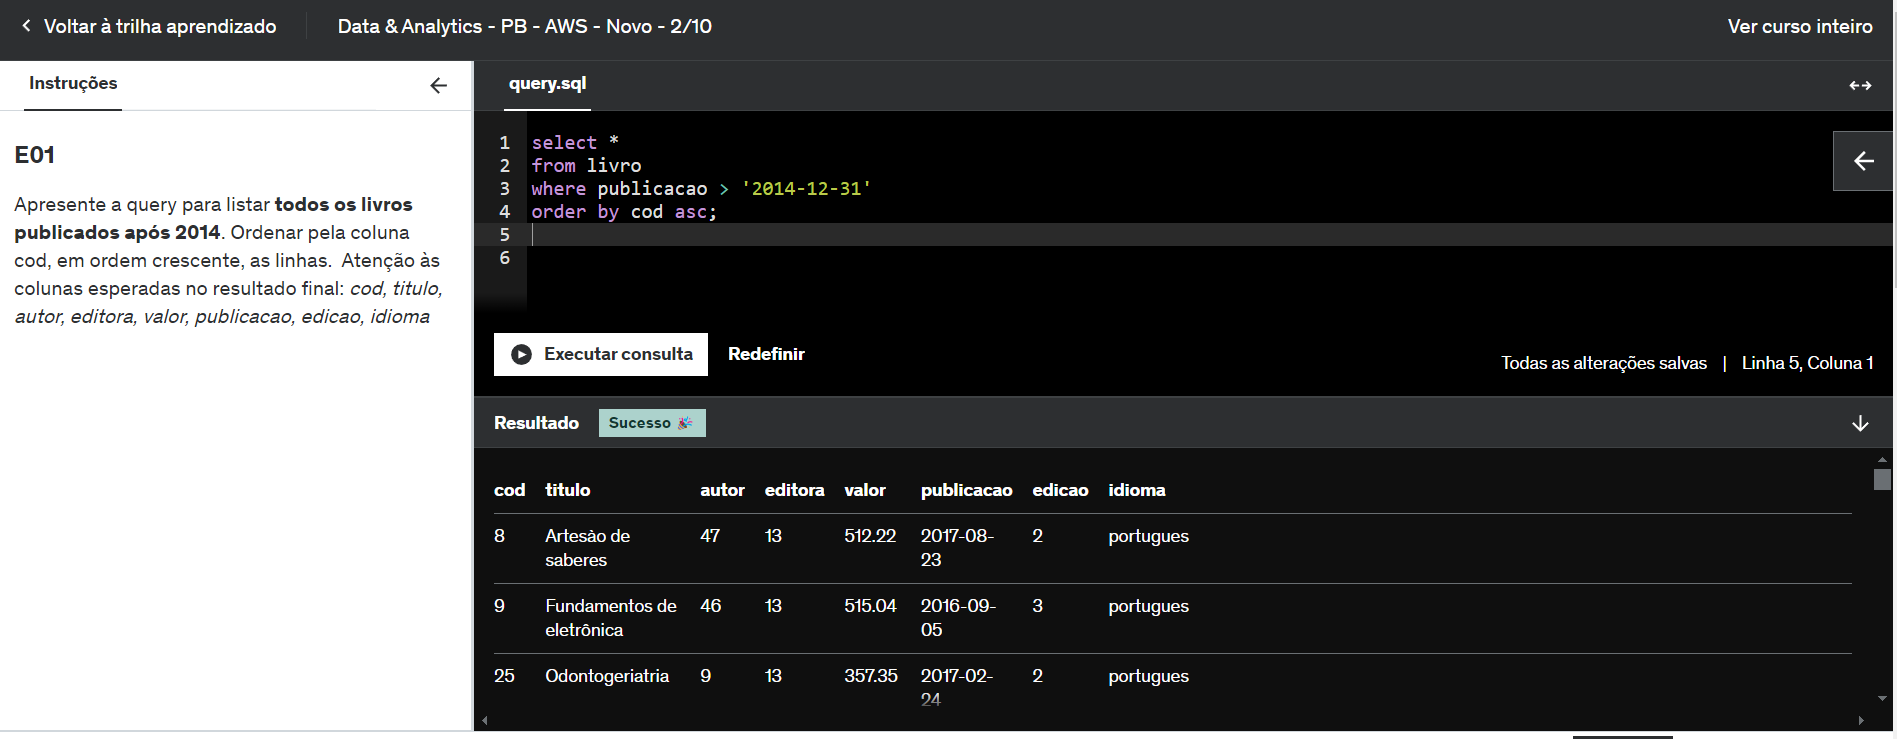 Voltar à trilha aprendizado
Data & Analytics - PB - AWS - Novo - 2/10
Ver curso inteiro
Instruções
E01
Apresente a query para listar todos os livros
publicados após 2014. Ordenar pela coluna
cod, em ordem crescente, as linhas.  Atenção às
colunas esperadas no resultado final: cod, titulo,
autor, editora, valor, publicacao, edicao, idioma
query.sql
1 select *
2 from livro
3 where publicacao > '2014-12-31'
4 order by cod asc;
5
6
Executar consulta
Redefinir
Todas as alterações salvas | Linha 5, Coluna 1
Resultado
Sucesso 🎉
cod titulo autor editora valor publicacao edicao idioma
8 Artesào de 47 13 512.22 2017-08- 2 portugues
saberes 23
9 Fundamentos de 46 13 515.04 2016-09- 3 portugues
eletrônica 05
25 Odontogeriatria 9 13 357.35 2017-02- 2 portugues
24